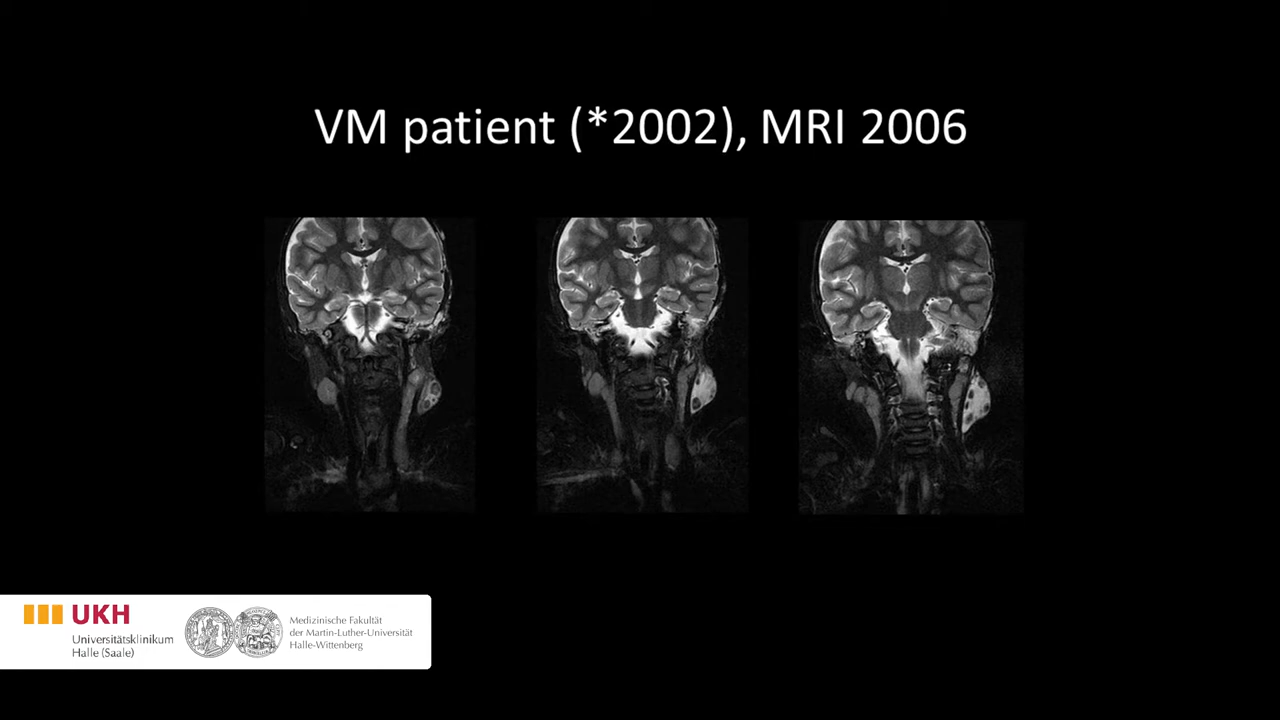 VM patient (*2002), MRI 2006
UKH
Universitätsklinikum
Halle (Saale)
Medizinische Fakultät
der Martin-Luther-Universität
Halle-Wittenberg